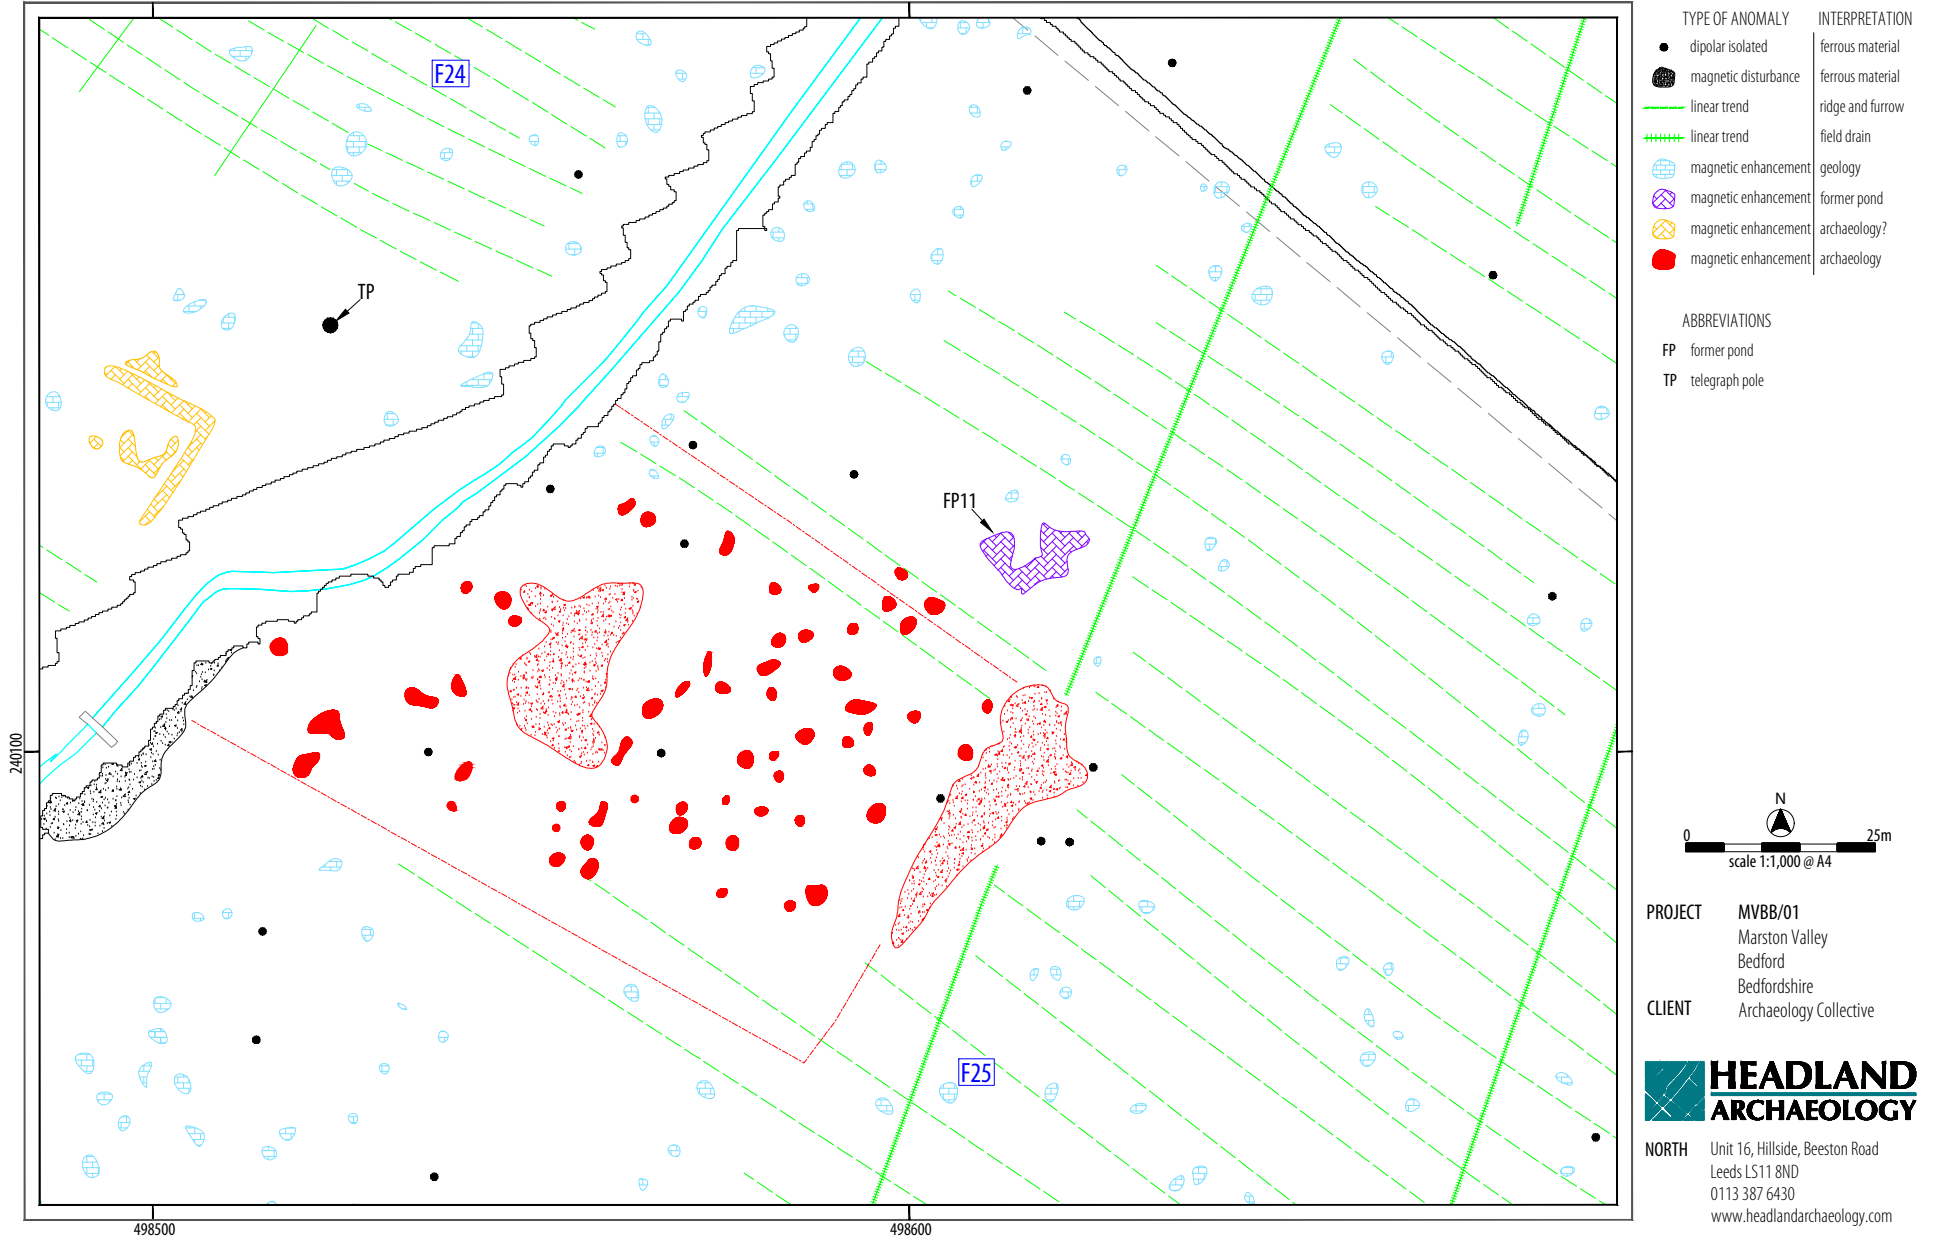 F24
TP
FP11
F25
240100
498500
498600
TYPE OF ANOMALY INTERPRETATION
dipolar isolated ferrous material
magnetic disturbance ferrous material
linear trend ridge and furrow
linear trend field drain
magnetic enhancement geology
magnetic enhancement former pond
magnetic enhancement archaeology?
magnetic enhancement archaeology
ABBREVIATIONS
FP former pond
TP telegraph pole
N
0 25m
scale 1:1,000 @ A4
PROJECT MVBB/01
Marston Valley
Bedford
Bedfordshire
CLIENT Archaeology Collective
HEADLAND
ARCHAEOLOGY
NORTH Unit 16, Hillside, Beeston Road
Leeds LS11 8ND
0113 387 6430
www.headlandarchaeology.com